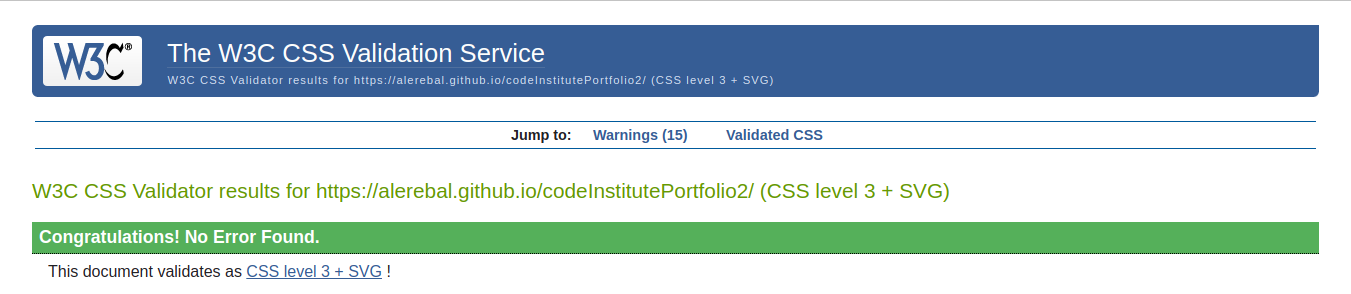 W3C®
The W3C CSS Validation Service
W3C CSS Validator results for https://alerebal.github.io/codeInstitutePortfolio2/ (CSS level 3 + SVG)
Jump to: Warnings (15) Validated CSS
W3C CSS Validator results for https://alerebal.github.io/codeInstitutePortfolio2/ (CSS level 3 + SVG)
Congratulations! No Error Found.
This document validates as CSS level 3 + SVG !